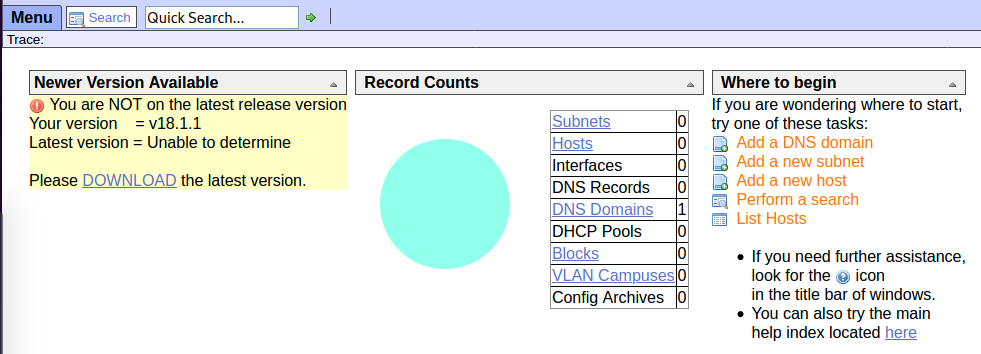 Menu Search Quick Search...
Trace:
Newer Version Available
You are NOT on the latest release version
Your version = v18.1.1
Latest version = Unable to determine
Please DOWNLOAD the latest version.
Record Counts
Subnets 0
Hosts 0
Interfaces 0
DNS Records 0
DNS Domains 1
DHCP Pools 0
Blocks 0
VLAN Campuses 0
Config Archives 0
Where to begin
If you are wondering where to start,
try one of these tasks:
Add a DNS domain
Add a new subnet
Add a new host
Perform a search
List Hosts
• If you need further assistance,
look for the ? icon
in the title bar of windows.
• You can also try the main
help index located here